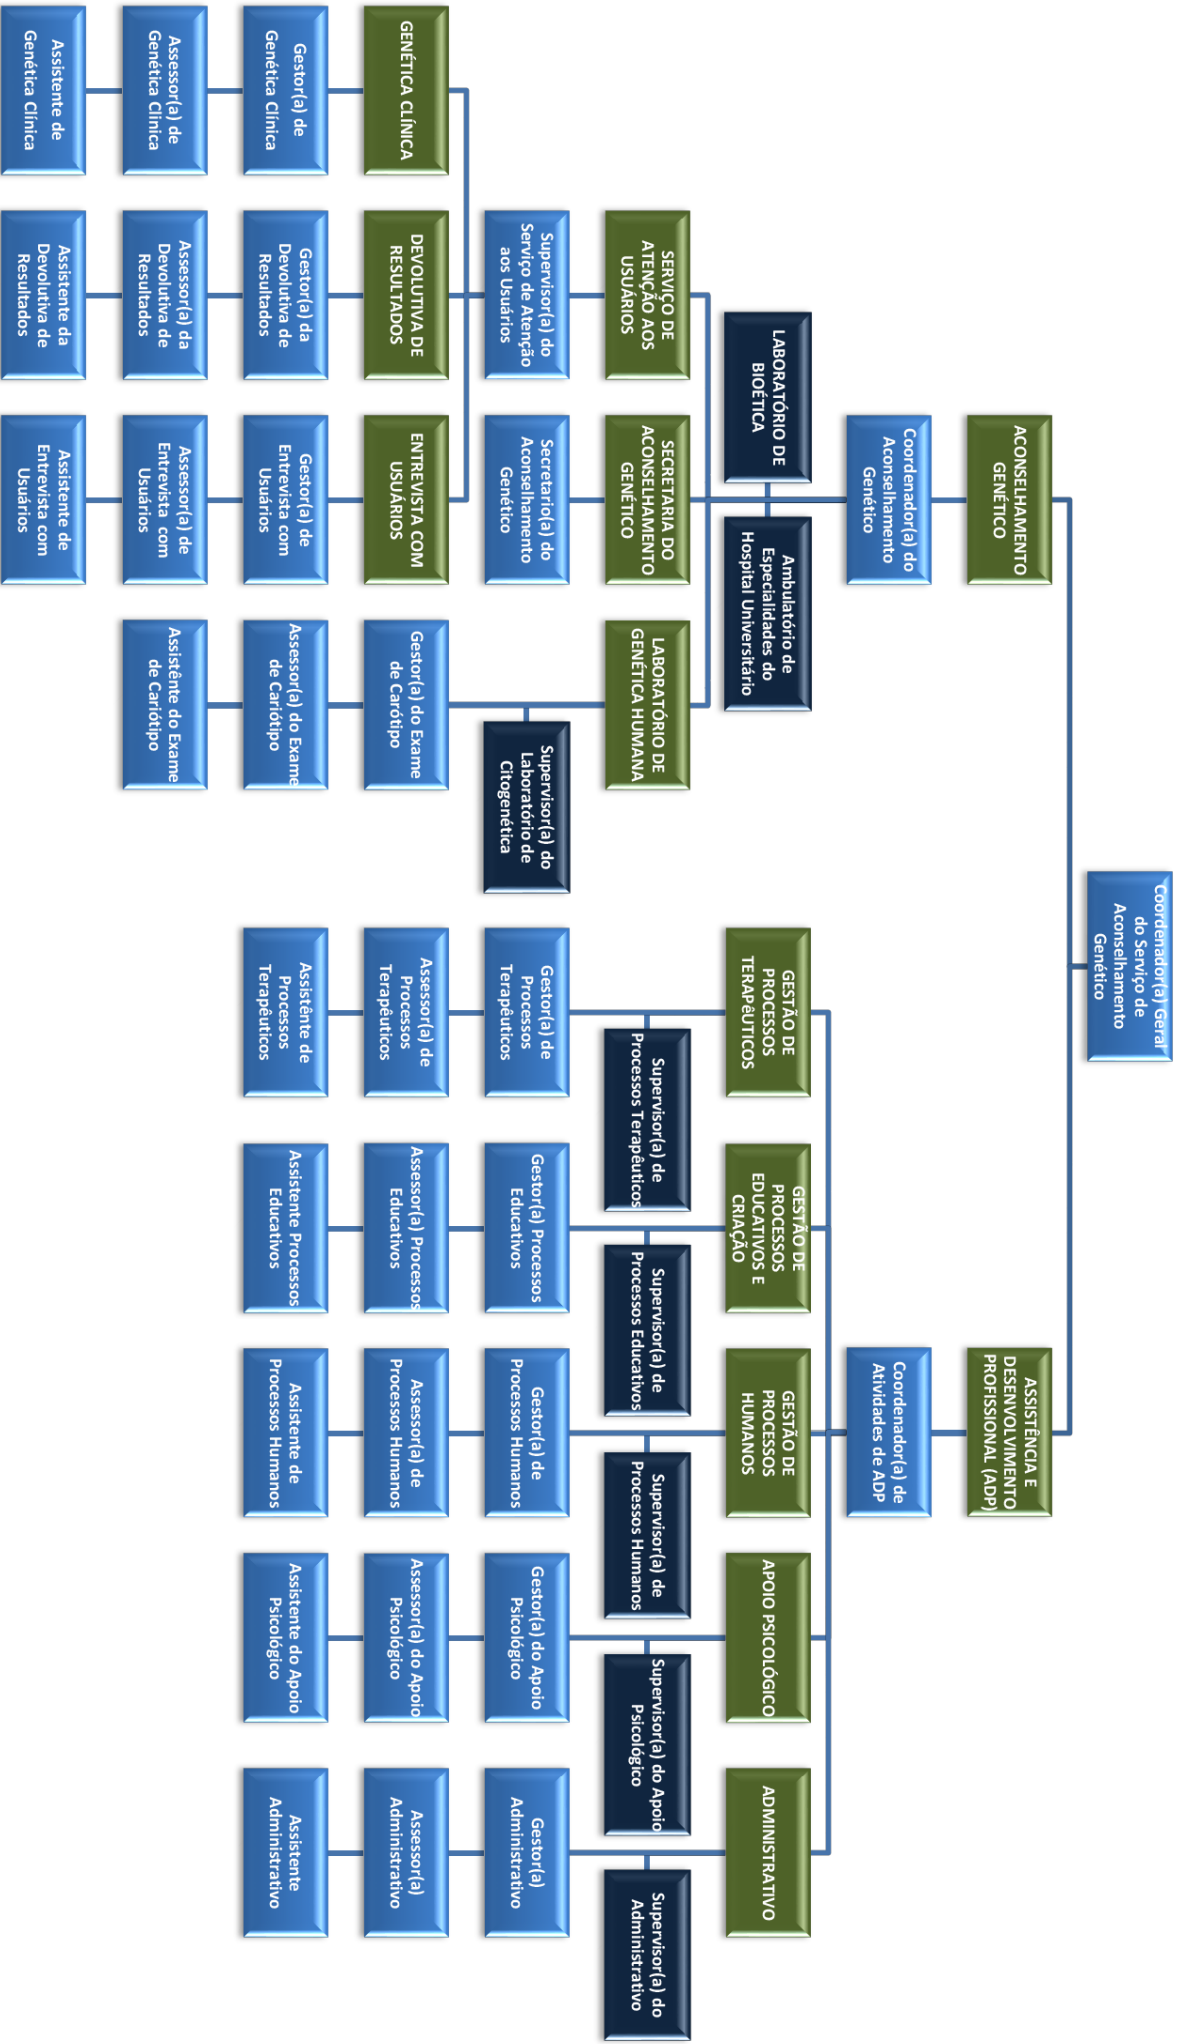 Coordenador(a) Geral
do Serviço de
Aconselhamento
Genético
ACONSELHAMENTO
GENÉTICO
ASSISTÊNCIA E
DESENVOLVIMENTO
PROFISSIONAL (ADP)
Coordenador(a) do
Aconselhamento
Genético
Coordenador(a) de
Atividades de ADP
LABORATÓRIO DE
BIOÉTICA
Ambulatório de
Especialidades do
Hospital Universitário
SERVIÇO DE
ATENÇÃO AOS
USUÁRIOS
SECRETARIA DO
ACONSELHAMENTO
GENÉTICO
LABORATÓRIO DE
GENÉTICA HUMANA
Supervisor(a) do
Serviço de Atenção
aos Usuários
Secretario(a) do
Aconselhamento
Genético
Supervisor(a) do
Laboratório de
Citogenética
GENÉTICA CLÍNICA
DEVOLUTIVA DE
RESULTADOS
ENTREVISTA COM
USUÁRIOS
Gestor(a) do Exame
de Carótipo
Gestor(a) de
Genética Clínica
Gestor(a) da
Devolutiva de
Resultados
Gestor(a) de
Entrevista com
Usuários
Assessor(a) do Exame
de Cariótipo
Assessor(a) de
Genética Clinica
Assessor(a) da
Devolutiva de
Resultados
Assessor(a) de
Entrevista com
Usuários
Assistênte do Exame
de Cariótipo
Assistente de
Genética Clínica
Assistente da
Devolutiva de
Resultados
Assistente de
Entrevista com
Usuários
GESTÃO DE
PROCESSOS
TERAPêUTICOS
GESTÃO DE
PROCESSOS
EDUCATIVOS E
CRIAÇÃO
GESTÃO DE
PROCESSOS
HUMANOS
APOIO PSICOLÓGICO
ADMINISTRATIVO
Supervisor(a) de
Processos Terapêuticos
Supervisor(a) de
Processos Educativos
Supervisor(a) de
Processos Humanos
Supervisor(a) do Apoio
Psicológico
Supervisor(a) do
Administrativo
Gestor(a) de
Processos
Terapêuticos
Gestor(a) Processos
Educativos
Gestor(a) de
Processos Humanos
Gestor(a) do Apoio
Psicológico
Gestor(a)
Administrativo
Assessor(a) de
Processos
Terapêuticos
Assessor(a) Processos
Educativos
Assessor(a) de
Processos Humanos
Assessor(a) do Apoio
Psicológico
Assessor(a)
Administrativo
Assistênte de
Processos
Terapêuticos
Assistente Processos
Educativos
Assistente de
Processos Humanos
Assistente do Apoio
Psicológico
Assistente
Administrativo